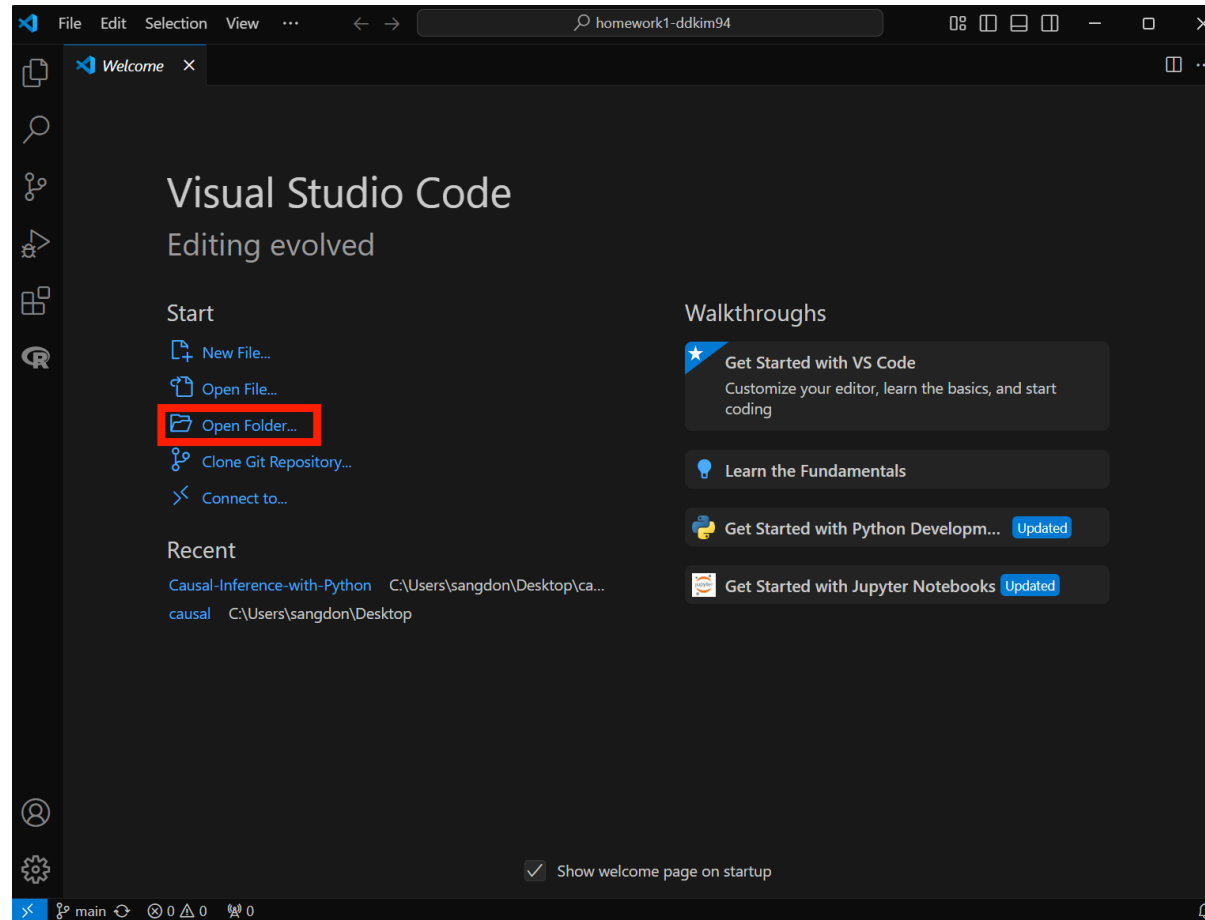 File Edit Selection View ··· homework1-ddkim94
Welcome
Visual Studio Code
Editing evolved
Start
New File...
Open File...
Open Folder...
Clone Git Repository...
Connect to...
Recent
Causal-Inference-with-Python C:\Users\sangdon\Desktop\ca...
causal C:\Users\sangdon\Desktop
Walkthroughs
Get Started with VS Code
Customize your editor, learn the basics, and start
coding
Learn the Fundamentals
Get Started with Python Developm... Updated
jupyter Get Started with Jupyter Notebooks Updated
Show welcome page on startup
main 0 0 0